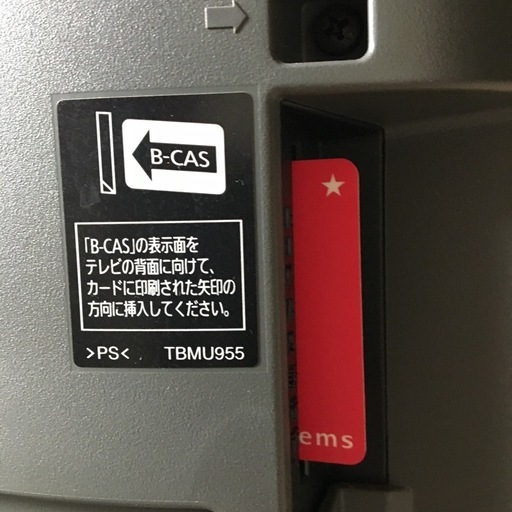 B-CAS
「B-CAS」の表示面を
テレビの背面に向けて、
カードに印刷された矢印の
方向に挿入してください。
>PS< TBMU955
ems